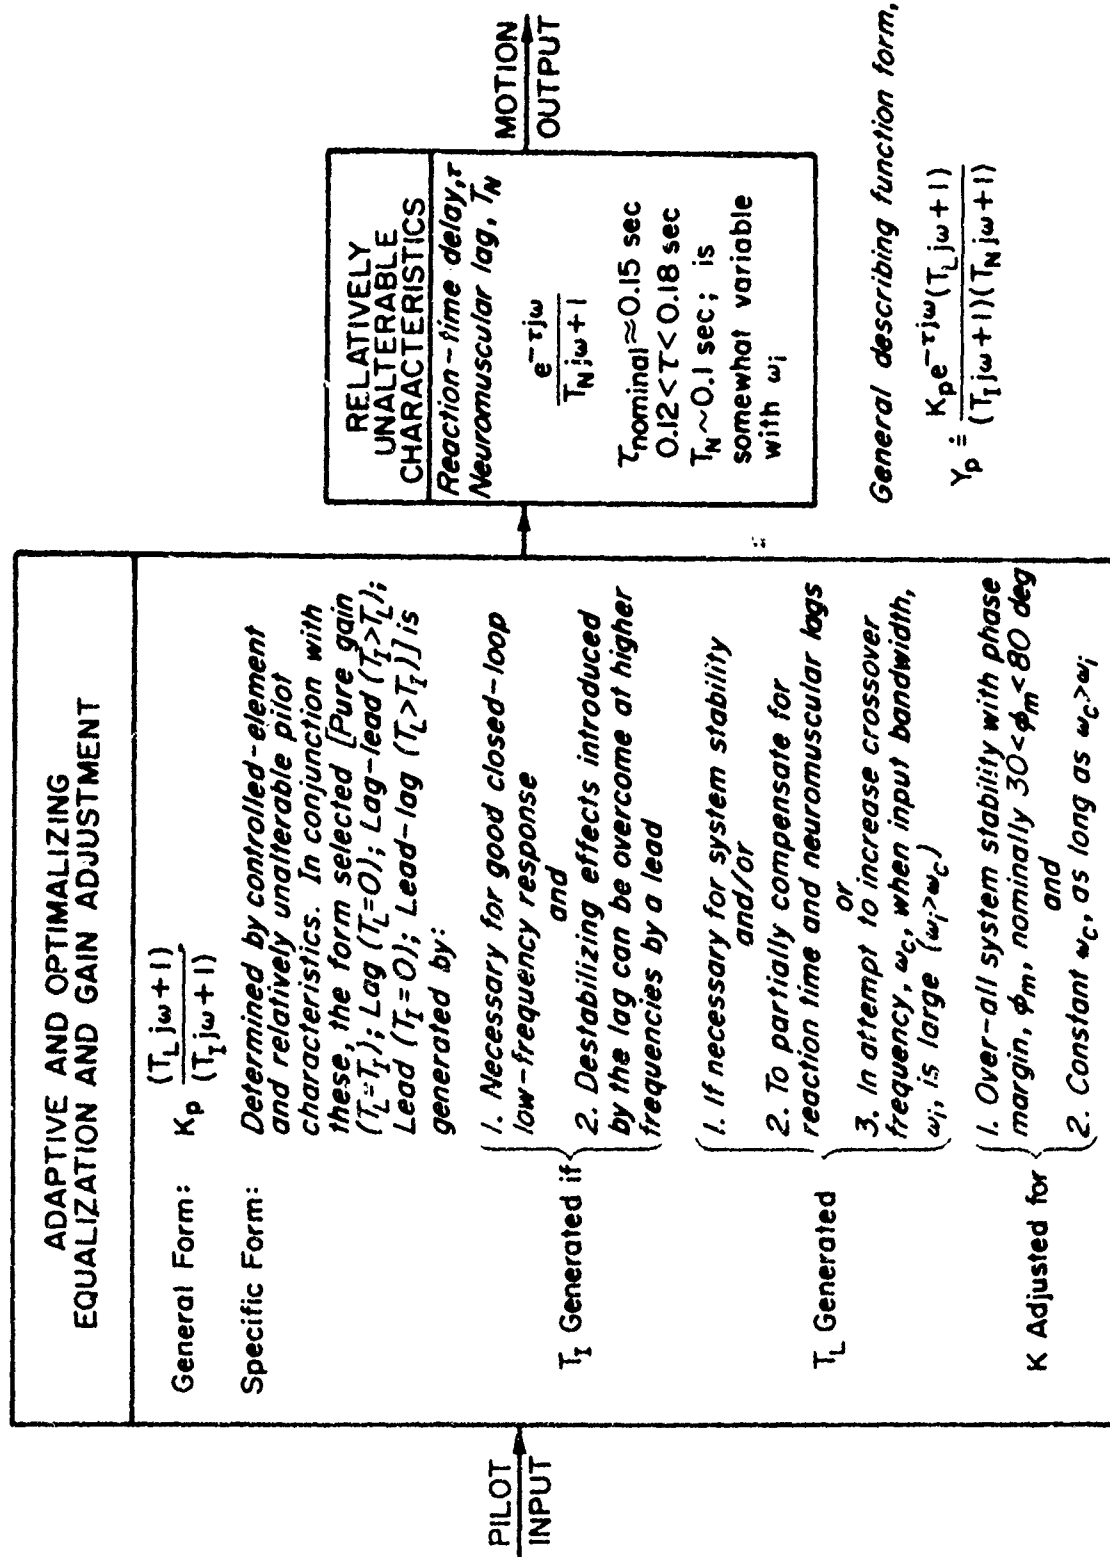 PILOT
INPUT
ADAPTIVE AND OPTIMALIZING
EQUALIZATION AND GAIN ADJUSTMENT
General Form: K_p (T_L jω+1) / (T_I jω+1)
Specific Form: Determined by controlled-element
and relatively unalterable pilot
characteristics. In conjunction with
these, the form selected [Pure gain
(T_L=T_I); Lag (T_L=0); Lag-lead (T_I>T_L);
Lead (T_I=0); Lead-lag (T_L>T_I)] is
generated by:
T_I Generated if
1. Necessary for good closed-loop
low-frequency response
and
2. Destabilizing effects introduced
by the lag can be overcome at higher
frequencies by a lead
T_L Generated
1. If necessary for system stability
and/or
2. To partially compensate for
reaction time and neuromuscular lags
or
3. In attempt to increase crossover
frequency, ω_c, when input bandwidth,
ω_i, is large (ω_i>ω_c)
K Adjusted for
1. Over-all system stability with phase
margin, φ_m, nominally 30<φ_m<80 deg
and
2. Constant ω_c, as long as ω_c>ω_i
RELATIVELY
UNALTERABLE
CHARACTERISTICS
Reaction-time delay, τ
Neuromuscular lag, T_N
e^-τjω
T_N jω+1
τ_nominal≈0.15 sec
0.12<τ<0.18 sec
T_N~0.1 sec; is
somewhat variable
with ω_i
MOTION
OUTPUT
General describing function form,
Y_p ≐ K_p e^-τjω (T_L jω+1) / (T_I jω+1)(T_N jω+1)